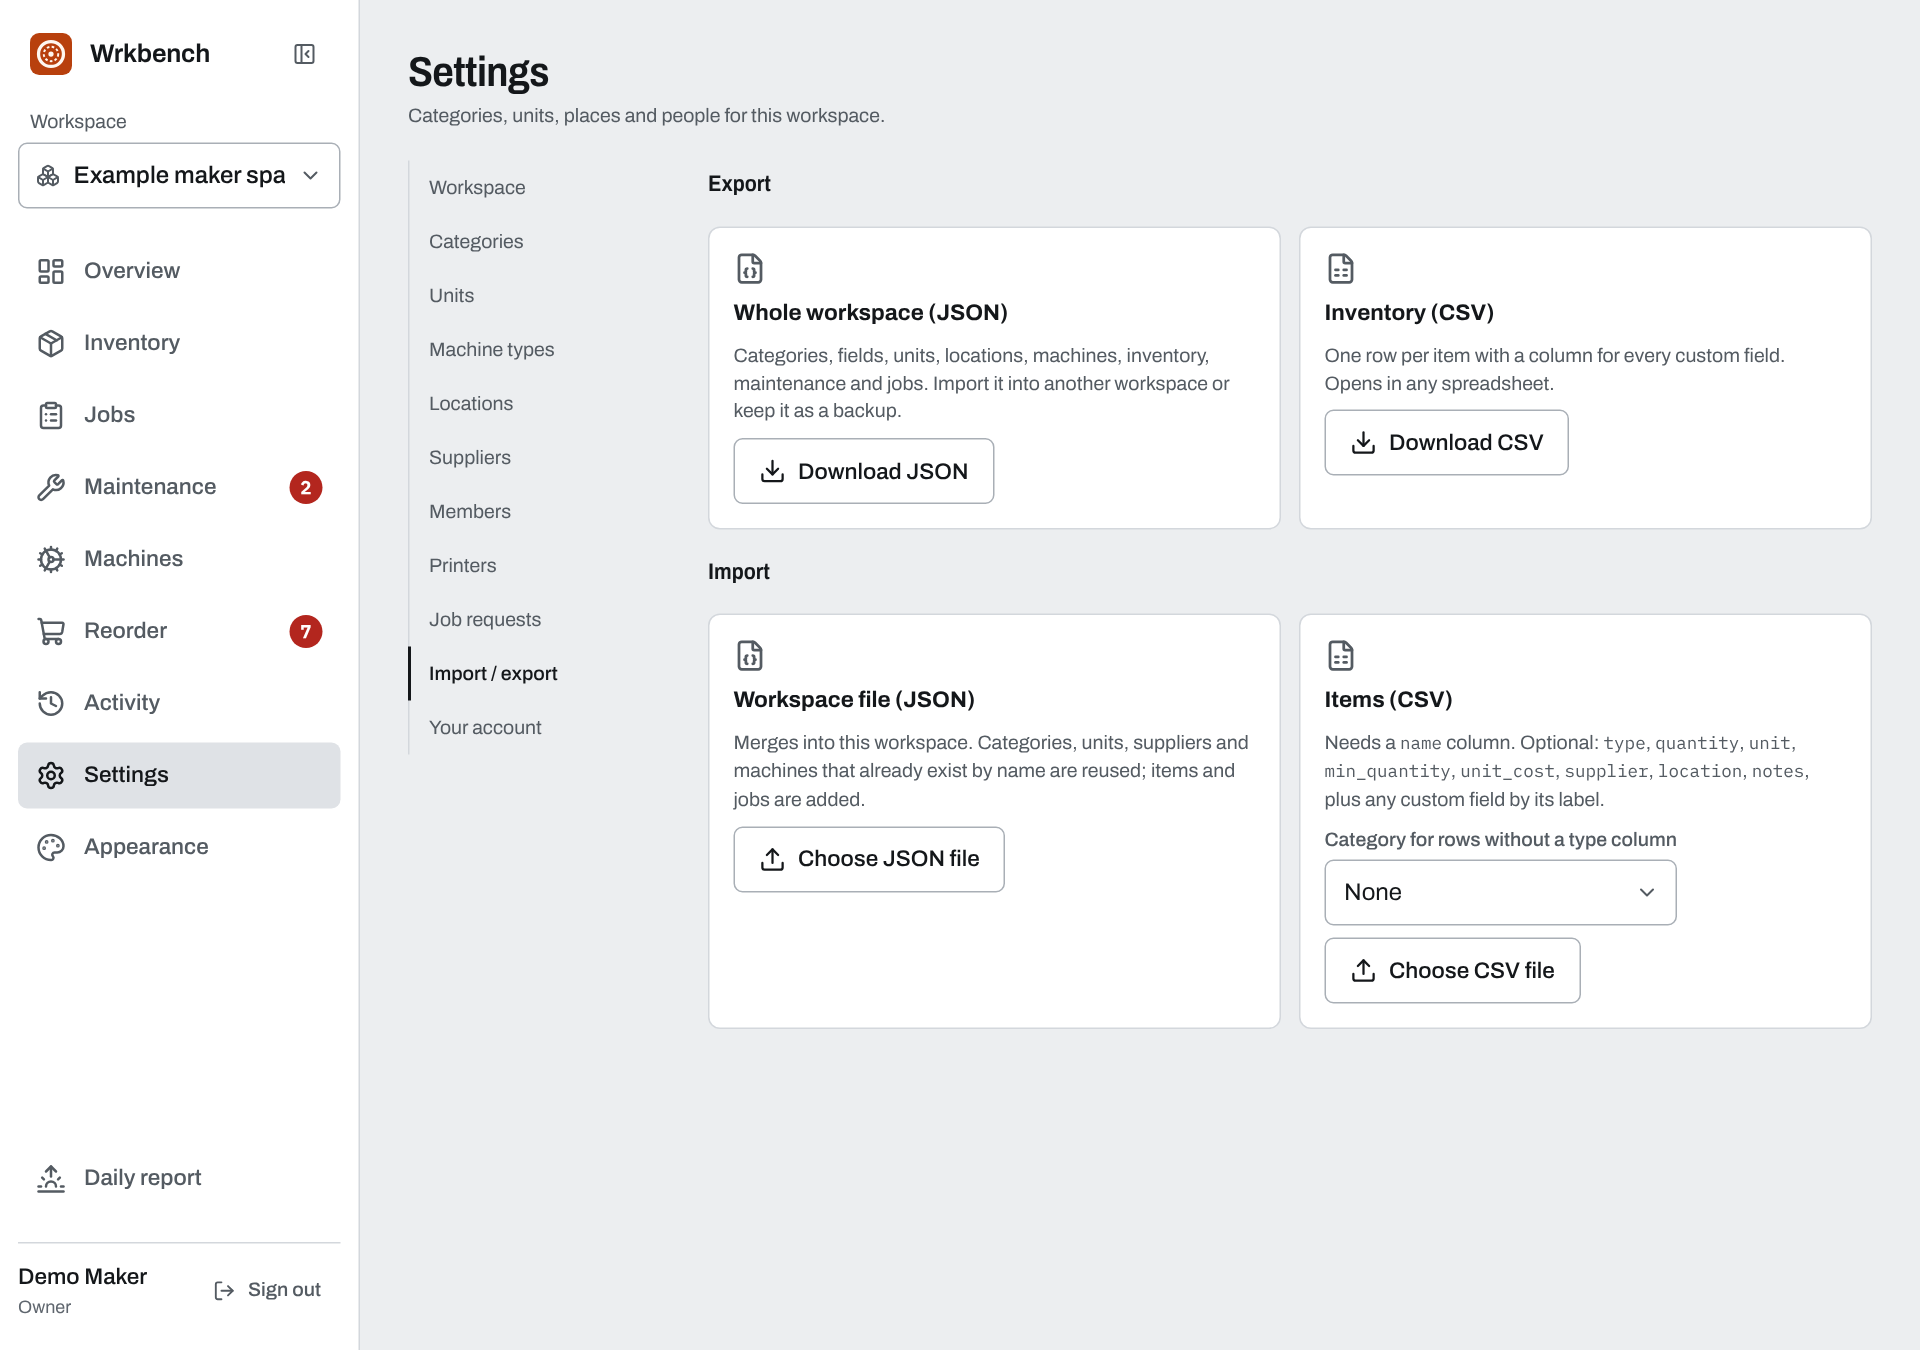 Wrkbench
Workspace
Example maker spa
Overview
Inventory
Jobs
Maintenance 2
Machines
Reorder 7
Activity
Settings
Appearance
Daily report
Demo Maker
Owner
Sign out
Settings
Categories, units, places and people for this workspace.
Workspace
Categories
Units
Machine types
Locations
Suppliers
Members
Printers
Job requests
Import / export
Your account
Export
Whole workspace (JSON)
Categories, fields, units, locations, machines, inventory,
maintenance and jobs. Import it into another workspace or
keep it as a backup.
Download JSON
Inventory (CSV)
One row per item with a column for every custom field.
Opens in any spreadsheet.
Download CSV
Import
Workspace file (JSON)
Merges into this workspace. Categories, units, suppliers and
machines that already exist by name are reused; items and
jobs are added.
Choose JSON file
Items (CSV)
Needs a name column. Optional: type, quantity, unit,
min_quantity, unit_cost, supplier, location, notes,
plus any custom field by its label.
Category for rows without a type column
None
Choose CSV file